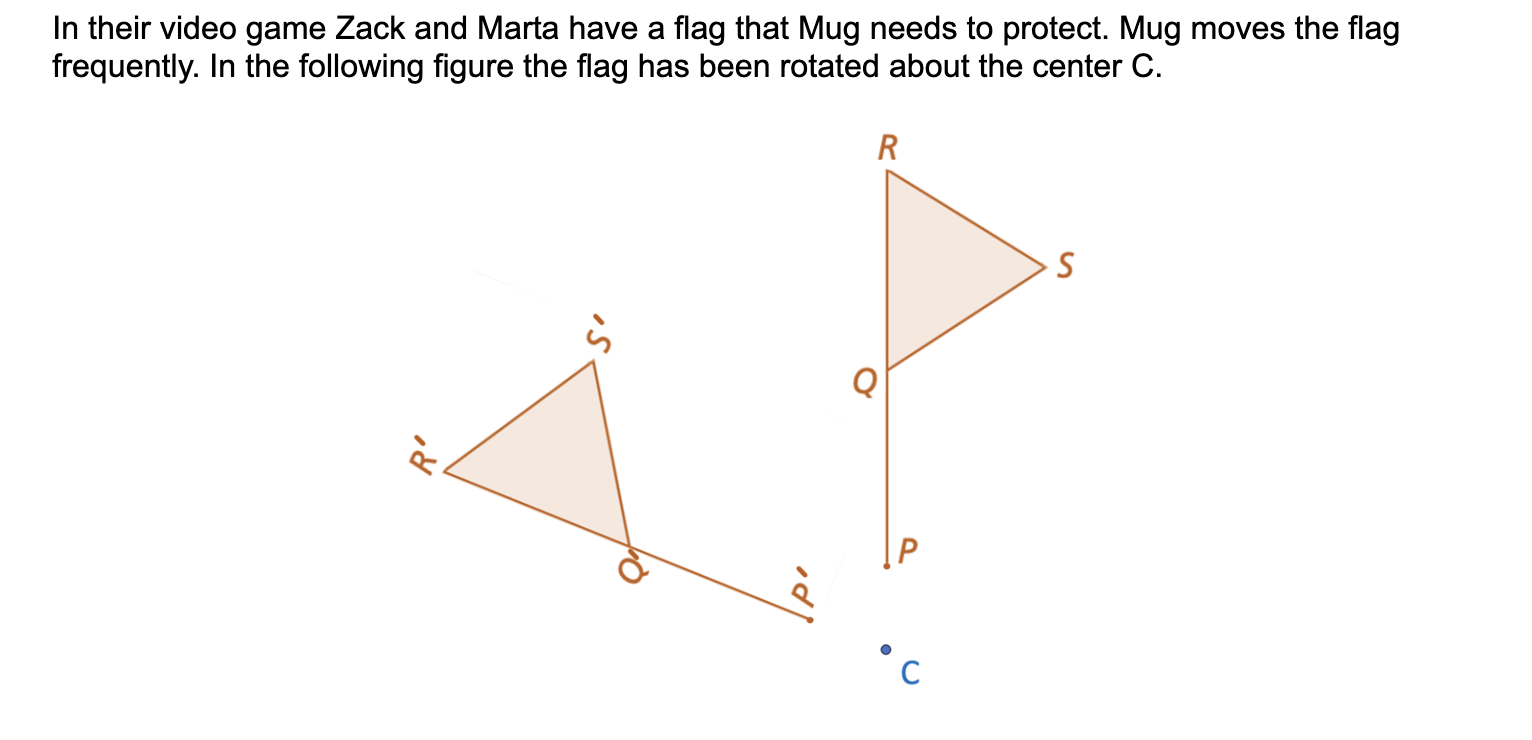 In their video game Zack and Marta have a flag that Mug needs to protect. Mug moves the flag
frequently. In the following figure the flag has been rotated about the center C.
R
S
S'
Q
R'
P
Q'
P'
C